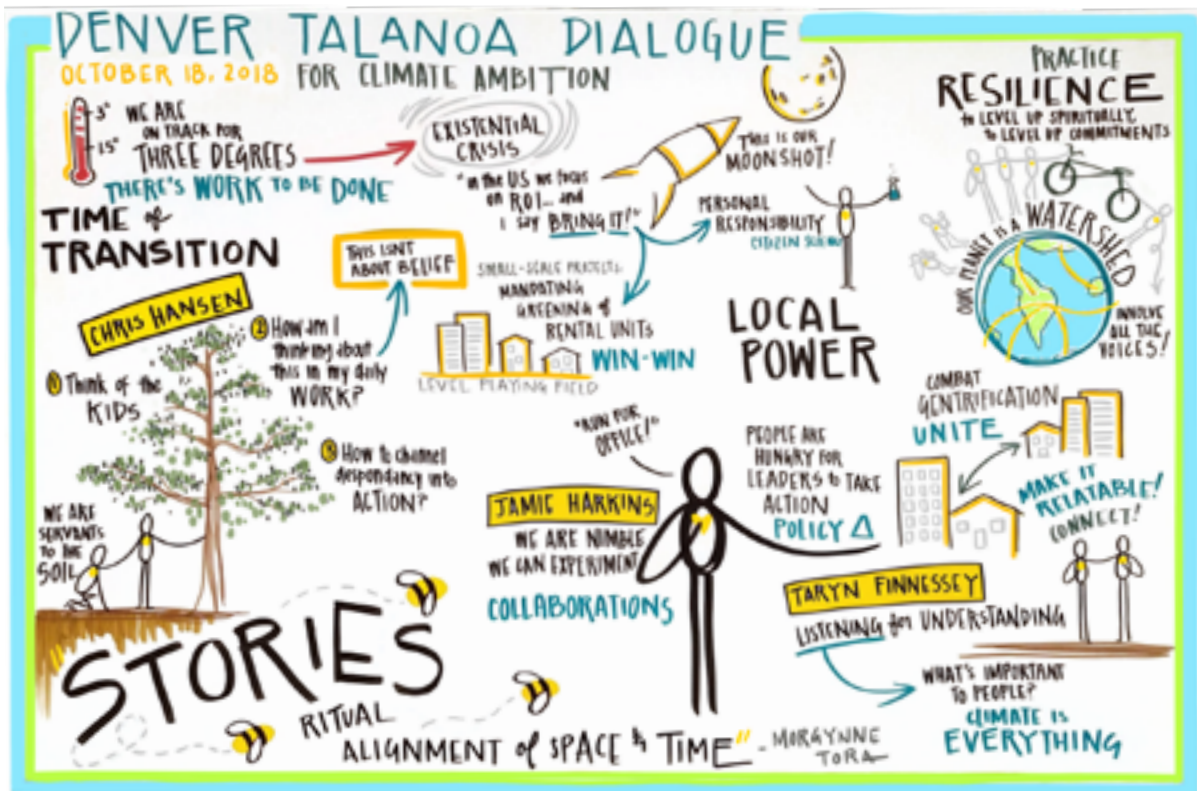 DENVER TALANOA DIALOGUE
OCTOBER 18, 2018 FOR CLIMATE AMBITION
3°
1.5°
WE ARE
ON TRACK FOR
THREE DEGREES
THERE'S WORK TO BE DONE
EXISTENTIAL
CRISIS
"In the US we focus
on ROI... and
I say BRING IT!"
THIS IS OUR
MOONSHOT!
PERSONAL
RESPONSIBILITY
CITIZEN
PRACTICE
RESILIENCE
to LEVEL UP SPIRITUALLY
to LEVEL UP COMMITMENTS
OUR PLANET IS A WATERSHED
INVOLVE
ALL THE
VOICES!
TIME of
TRANSITION
CHRIS HANSEN
① Think of the
KIDS
② How am I
thinking about
this in my daily
WORK?
THIS ISNT
ABOUT BELIEF
③ How to channel
despondancy into
ACTION?
WE ARE
SERVANTS
TO THE
SOIL
SMALL-SCALE PROJECTS
MANDATING
GREENING of
RENTAL UNITS
WIN-WIN
LEVEL PLAYING FIELD
LOCAL
POWER
"RUN FOR
OFFICE!"
JAMIE HARKINS
WE ARE NIMBLE
WE CAN EXPERIMENT
COLLABORATIONS
PEOPLE ARE
HUNGRY FOR
LEADERS to TAKE
ACTION
POLICY Δ
COMBAT
GENTRIFICATION
UNITE
MAKE IT
RELATABLE!
CONNECT!
TARYN FINNESSEY
LISTENING for UNDERSTANDING
WHAT'S IMPORTANT
TO PEOPLE?
CLIMATE IS
EVERYTHING
STORIES
RITUAL
ALIGNMENT of SPACE & TIME" - MORGYNNE
TORA